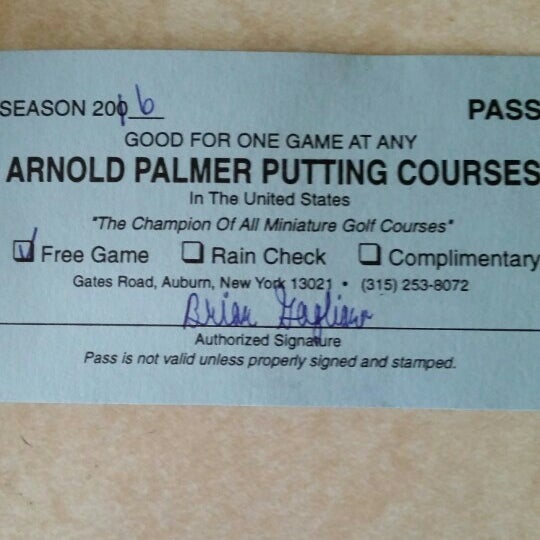 SEASON 2016 PASS
GOOD FOR ONE GAME AT ANY
ARNOLD PALMER PUTTING COURSES
In The United States
"The Champion Of All Miniature Golf Courses"
Free Game Rain Check Complimentary
Gates Road, Auburn, New York 13021 • (315) 253-8072
Brian
Authorized Signature
Pass is not valid unless properly signed and stamped.